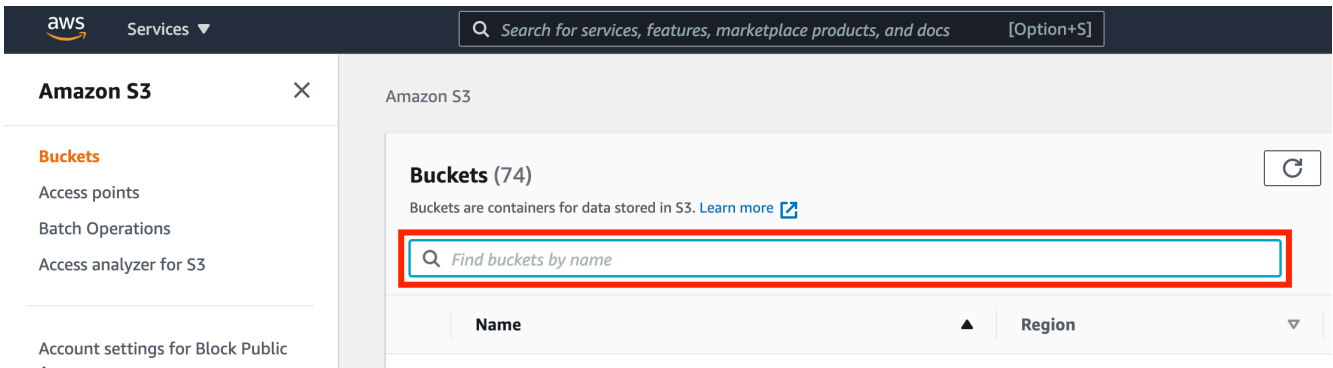 aws
Services ▼
Search for services, features, marketplace products, and docs [Option+S]
Amazon S3
Buckets
Access points
Batch Operations
Access analyzer for S3
Account settings for Block Public
Amazon S3
Buckets (74)
Buckets are containers for data stored in S3. Learn more
Find buckets by name
Name ▲ Region ▽